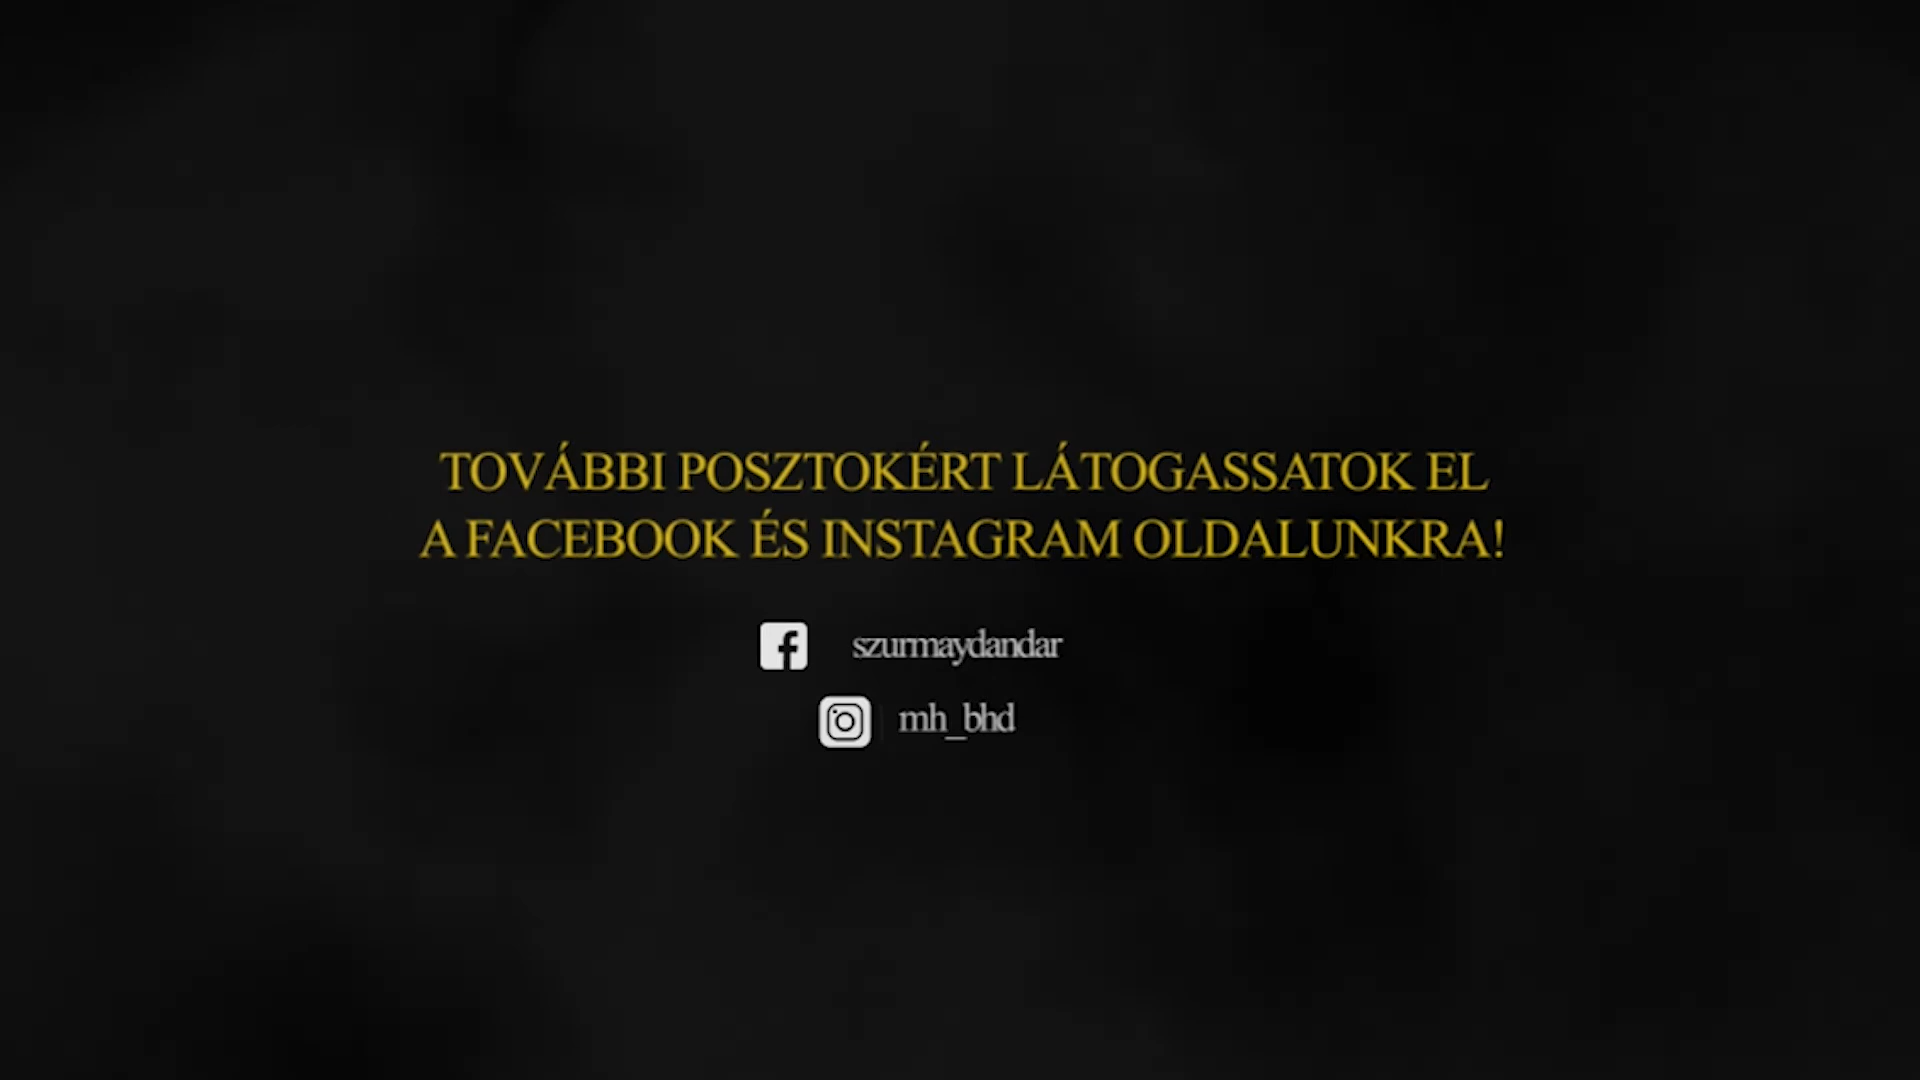 TOVÁBBI POSZTOKÉRT LÁTOGASSATOK EL
A FACEBOOK ÉS INSTAGRAM OLDALUNKRA!
szurmaydandar
mh_bhd